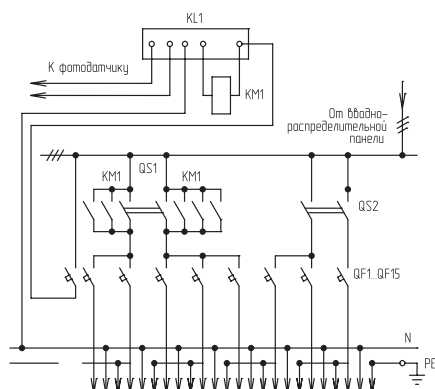 KL1
К фотодатчику
KM1
От вводно-
распределительной
панели
QS1
KM1
KM1
QS2
QF1...QF15
N
PE